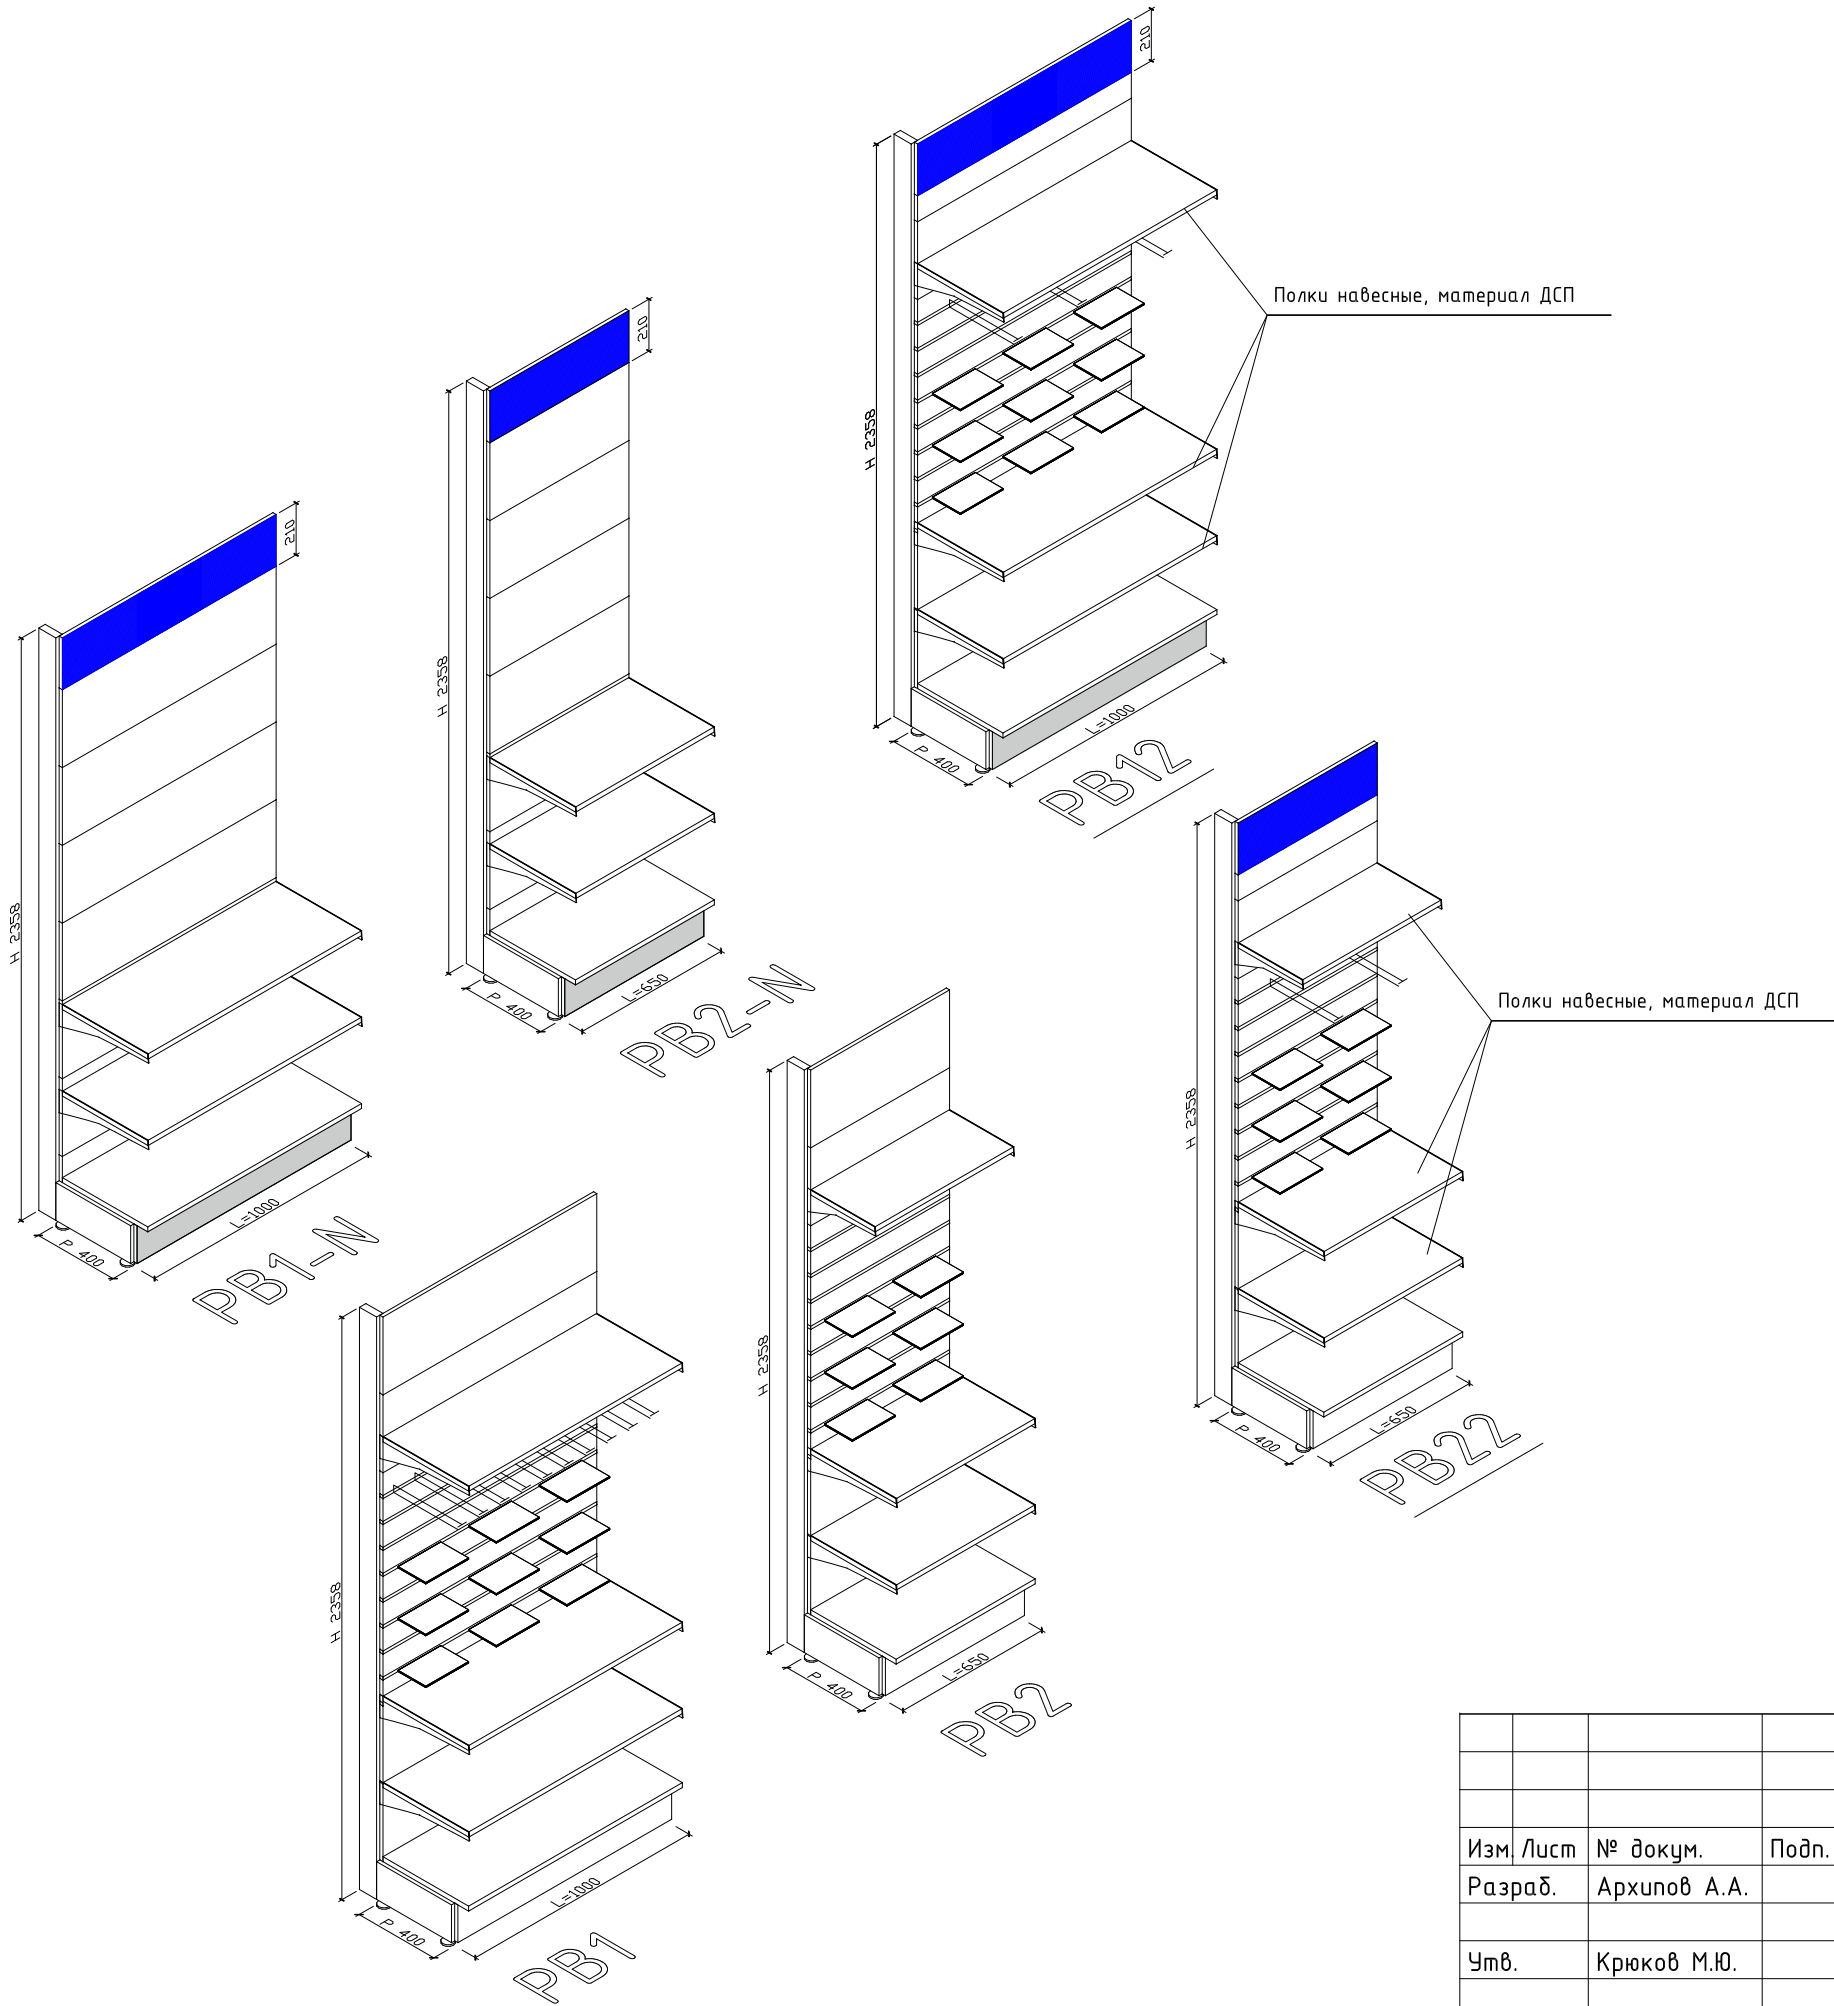 210
H 2358
Полки навесные, материал ДСП
P 400
L=1000
PB12
210
H 2358
P 400
L=650
PB2-N
210
H 2358
P 400
L=1000
PB1-N
H 2358
Полки навесные, материал ДСП
P 400
L=650
PB22
H 2358
P 400
L=650
PB2
H 2358
P 400
L=1000
PB1
Изм. Лист № докум. Подп.
Разраб. Архипов А.А.
Утв. Крюков М.Ю.